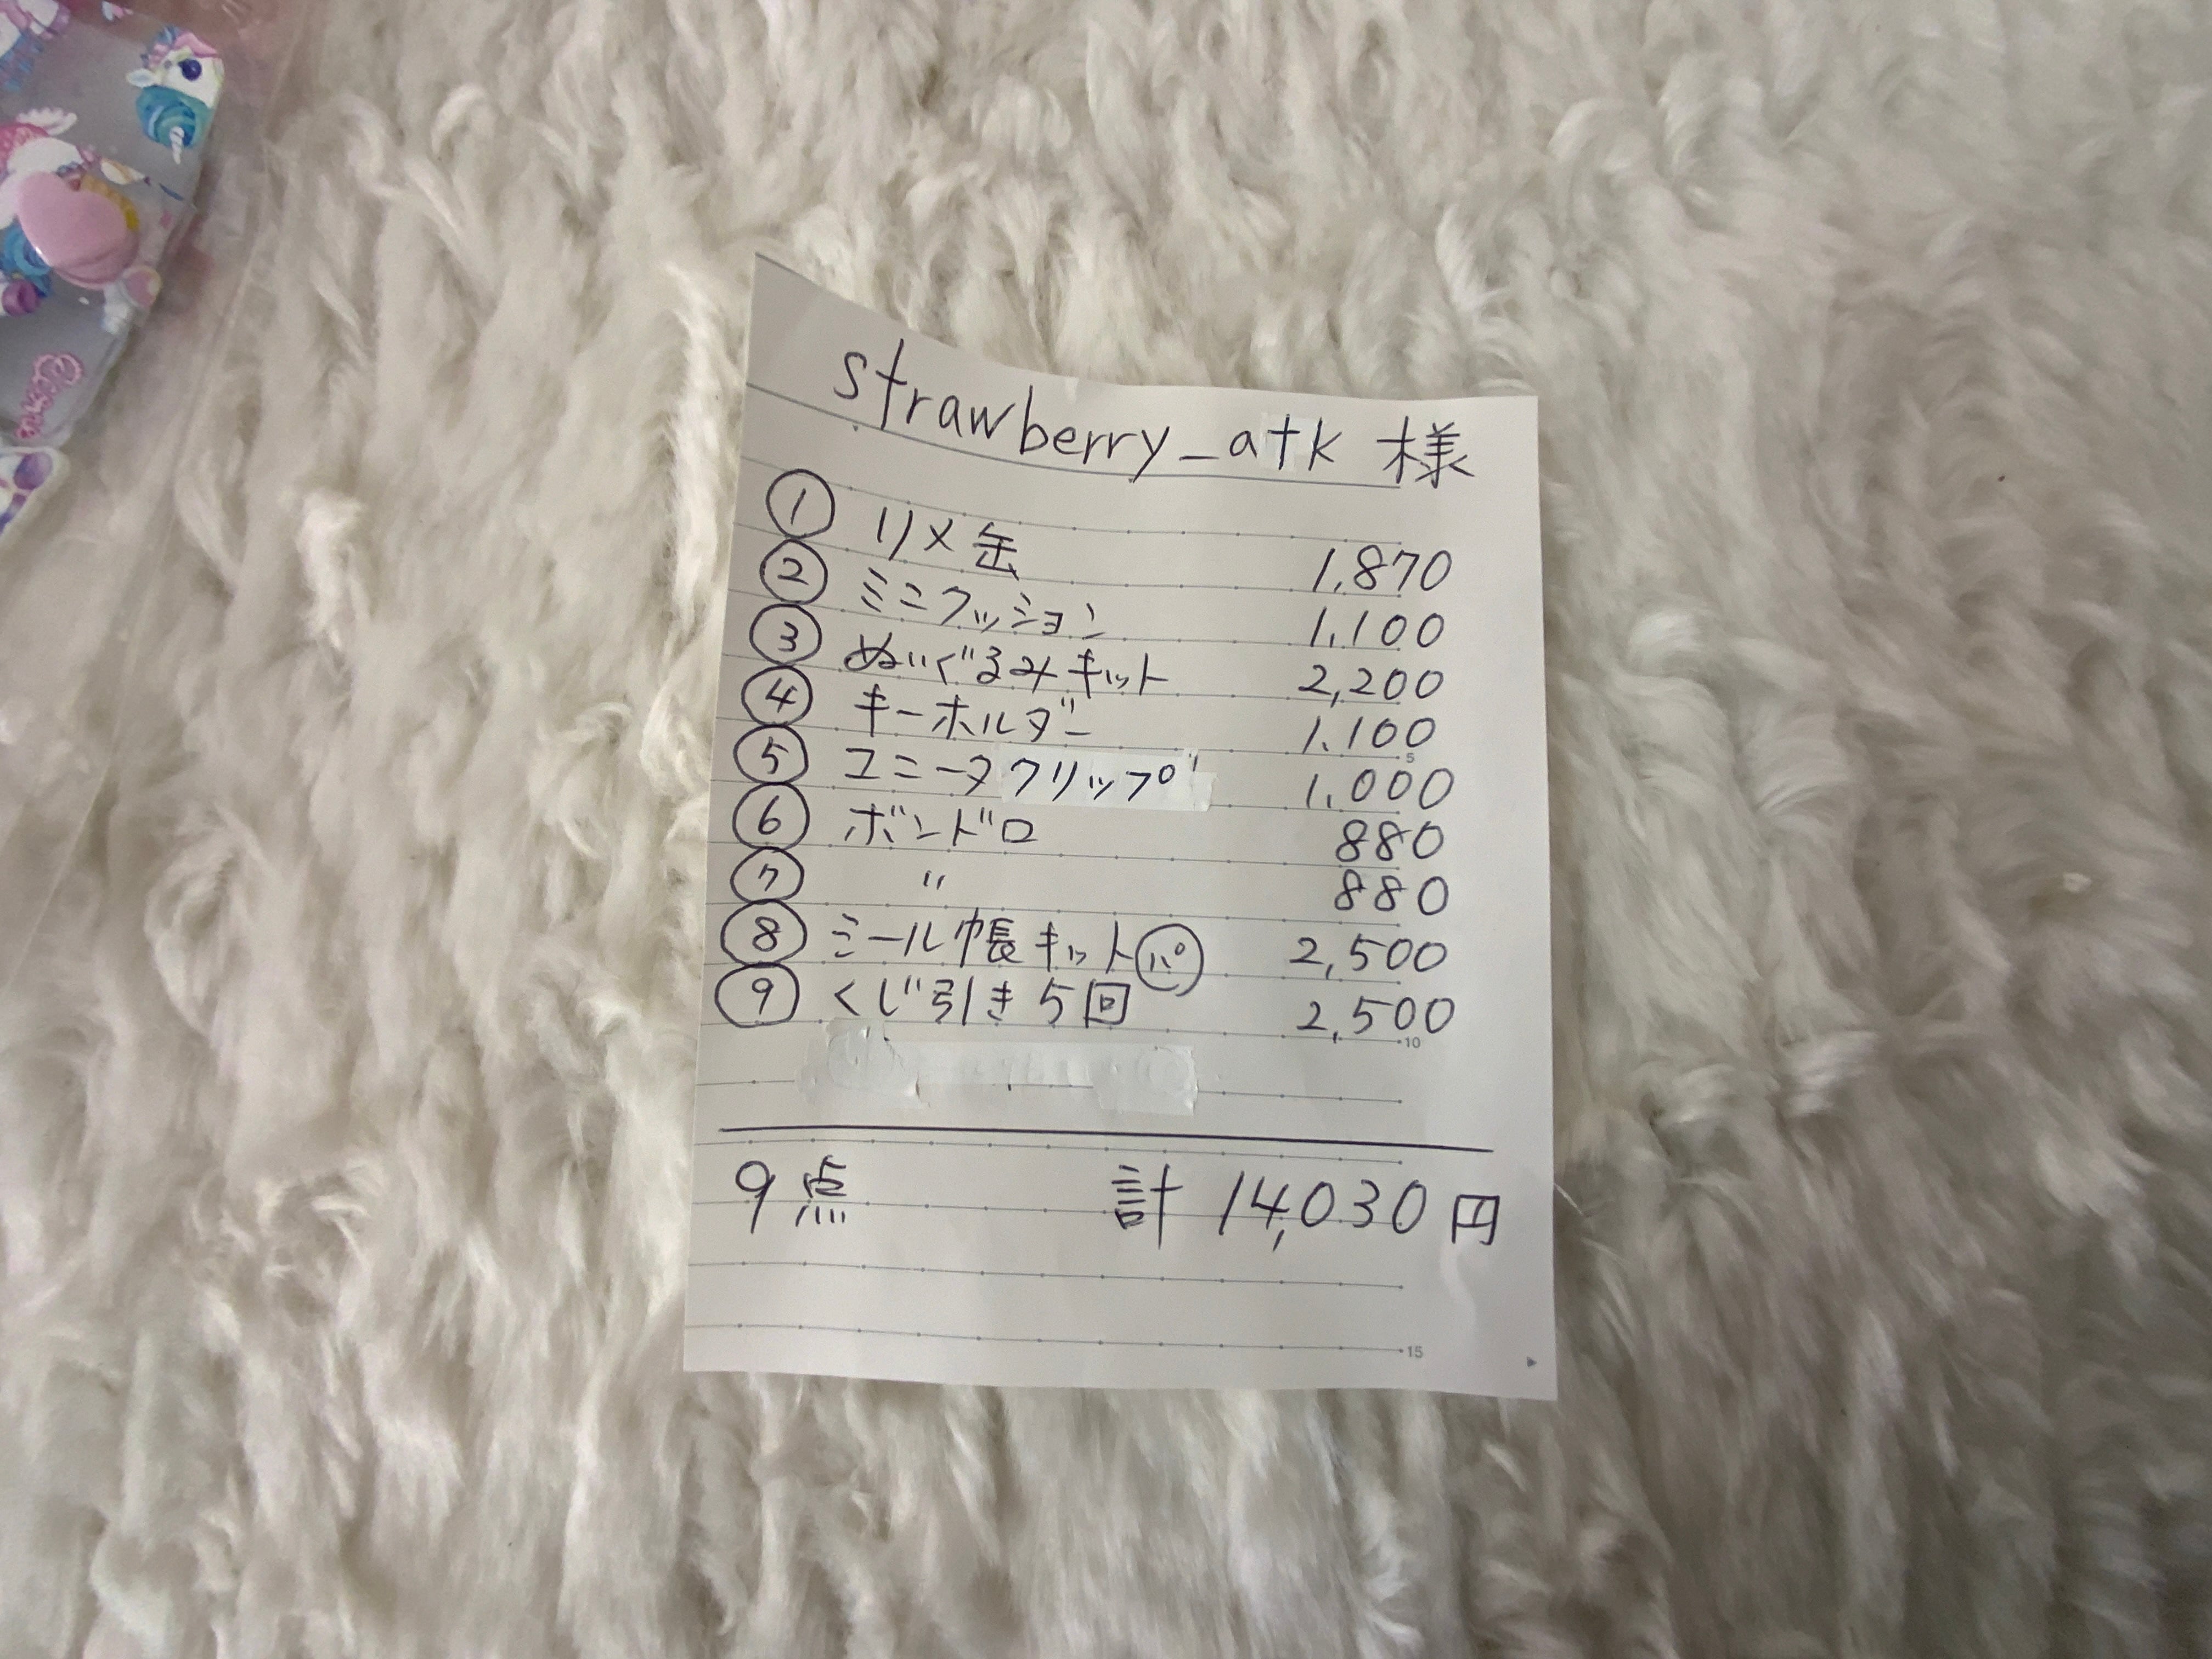 strawberry_atk 様
① リメ缶 1,870
② ミニクッション 1,100
③ ぬいぐるみキット 2,200
④ キーホルダー 1,100
⑤ ユニークリップ 1,000
⑥ ボンドロ 880
⑦ 〃 880
⑧ ミール帳キット㋩゚ 2,500
⑨ くじ引き5回 2,500
10
9点 計 14,030円
15